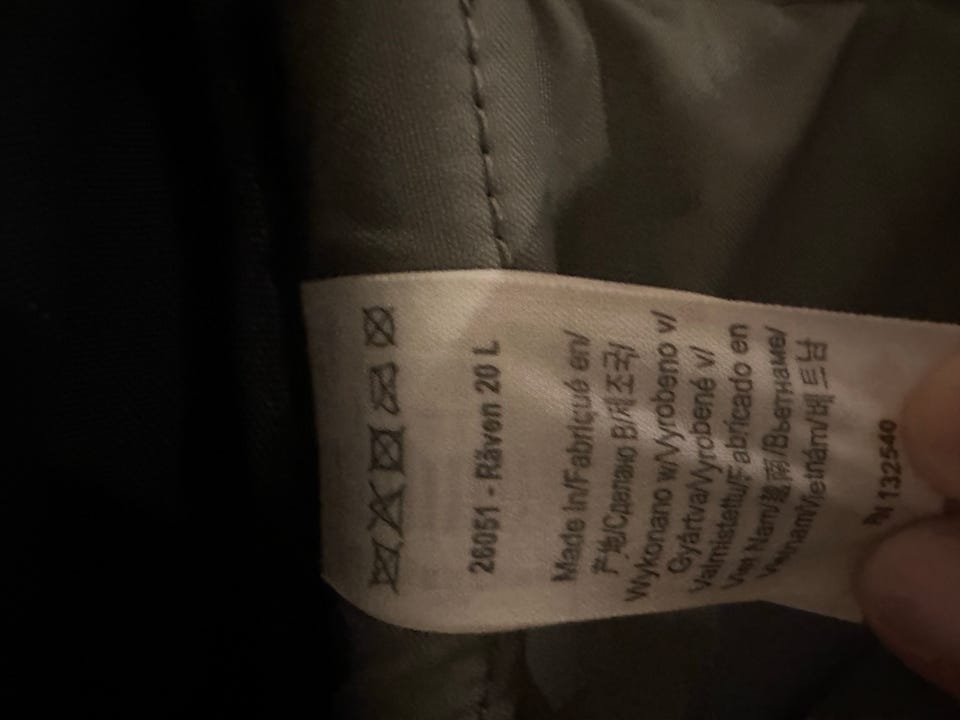 26051 - Räven 20 L
Made In/Fabriqué en/
产地/Сделано В/제조국/
Wykonano w/Vyrobeno v/
Gyártva/Vyrobené v/
Valmistettu/Fabricado en
Viet Nam/越南/Вьетнаме/
Vietnam/Vietnám/베트남
132540